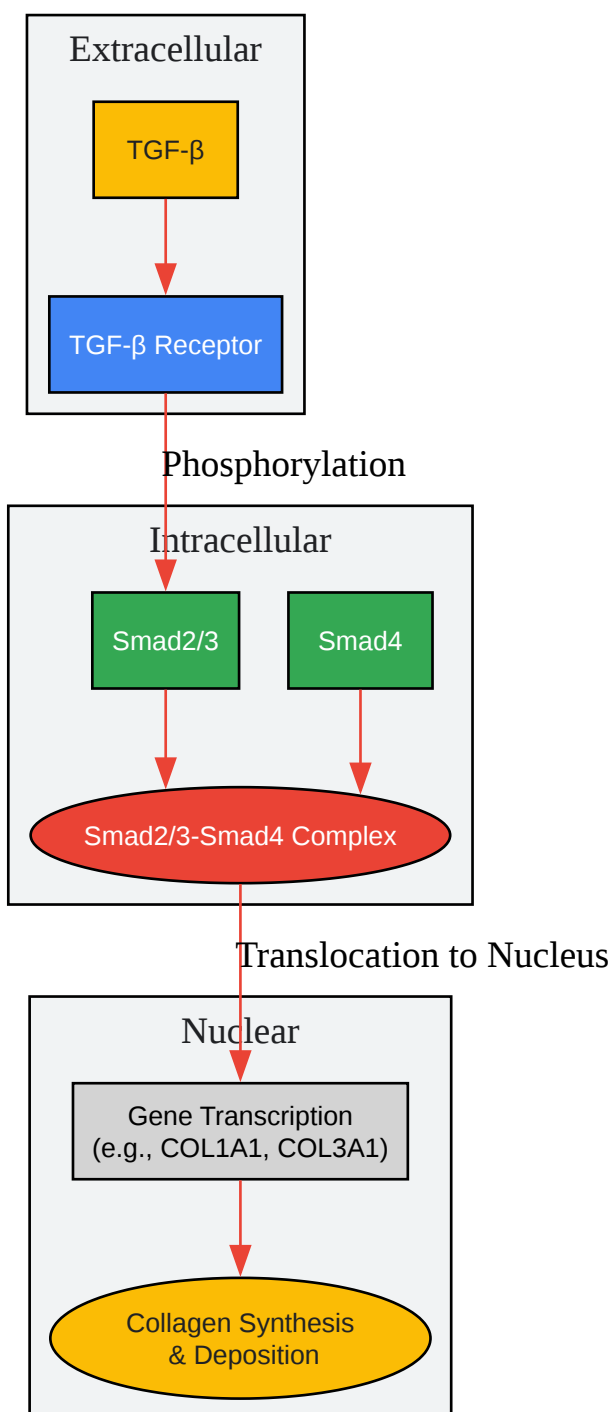 Extracellular
TGF-β
TGF-β Receptor
Phosphorylation
Intracellular
Smad2/3
Smad4
Smad2/3-Smad4 Complex
Translocation to Nucleus
Nuclear
Gene Transcription
(e.g., COL1A1, COL3A1)
Collagen Synthesis
& Deposition